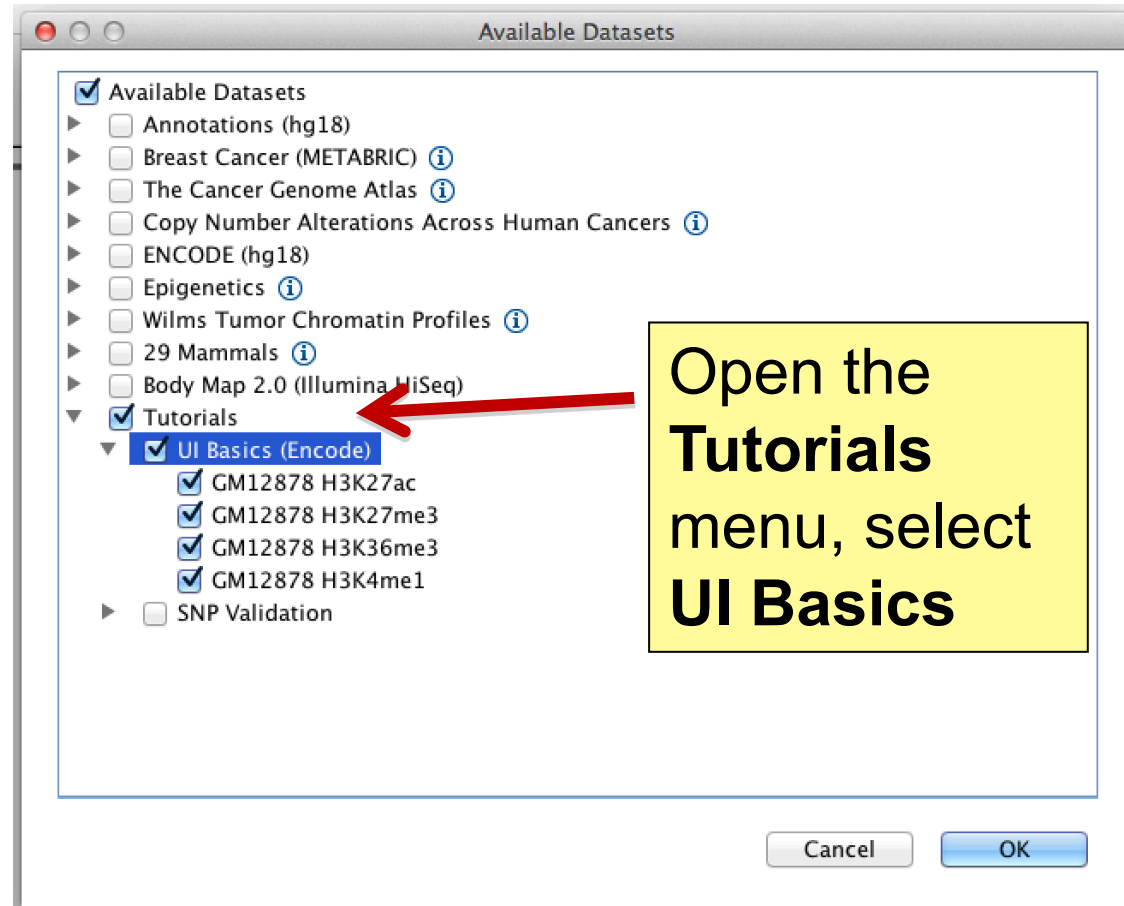 Available Datasets
Available Datasets
Annotations (hg18)
Breast Cancer (METABRIC) i
The Cancer Genome Atlas i
Copy Number Alterations Across Human Cancers i
ENCODE (hg18)
Epigenetics i
Wilms Tumor Chromatin Profiles i
29 Mammals i
Body Map 2.0 (Illumina HiSeq)
Tutorials
UI Basics (Encode)
GM12878 H3K27ac
GM12878 H3K27me3
GM12878 H3K36me3
GM12878 H3K4me1
SNP Validation
Open the
Tutorials
menu, select
UI Basics
Cancel
OK